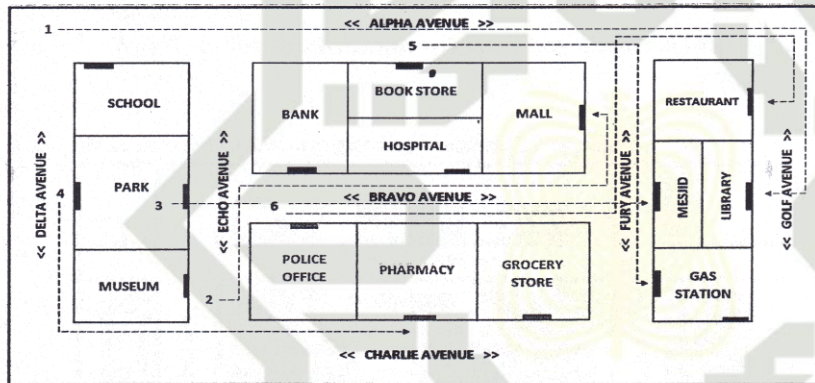 << ALPHA AVENUE >>
1
5
9
SCHOOL
BANK
BOOK STORE
MALL
RESTAURANT
HOSPITAL
<< DELTA AVENUE >>
4
PARK
3
<< ECHO AVENUE >>
6
<< BRAVO AVENUE >>
<< FURY AVENUE >>
MESJID
LIBRARY
<< GOLF AVENUE >>
MUSEUM
2
POLICE
OFFICE
PHARMACY
GROCERY
STORE
GAS
STATION
<< CHARLIE AVENUE >>